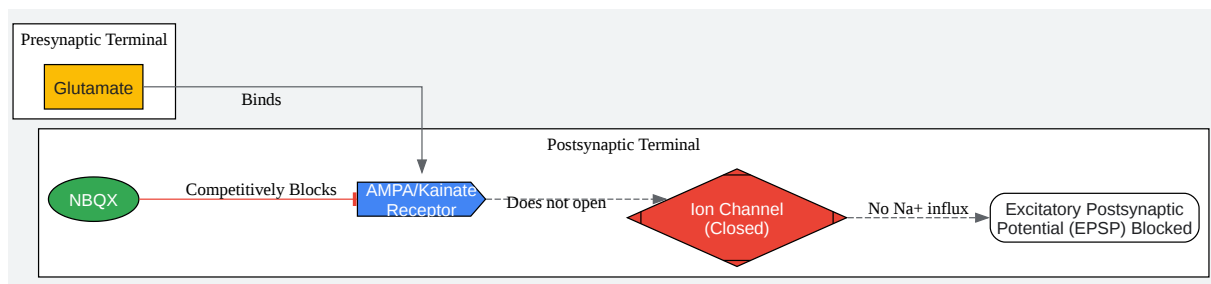 Presynaptic Terminal
Glutamate
Binds
Postsynaptic Terminal
NBQX
Competitively Blocks
AMPA/Kainate
Receptor
Does not open
Ion Channel
(Closed)
No Na+ influx
Excitatory Postsynaptic
Potential (EPSP) Blocked